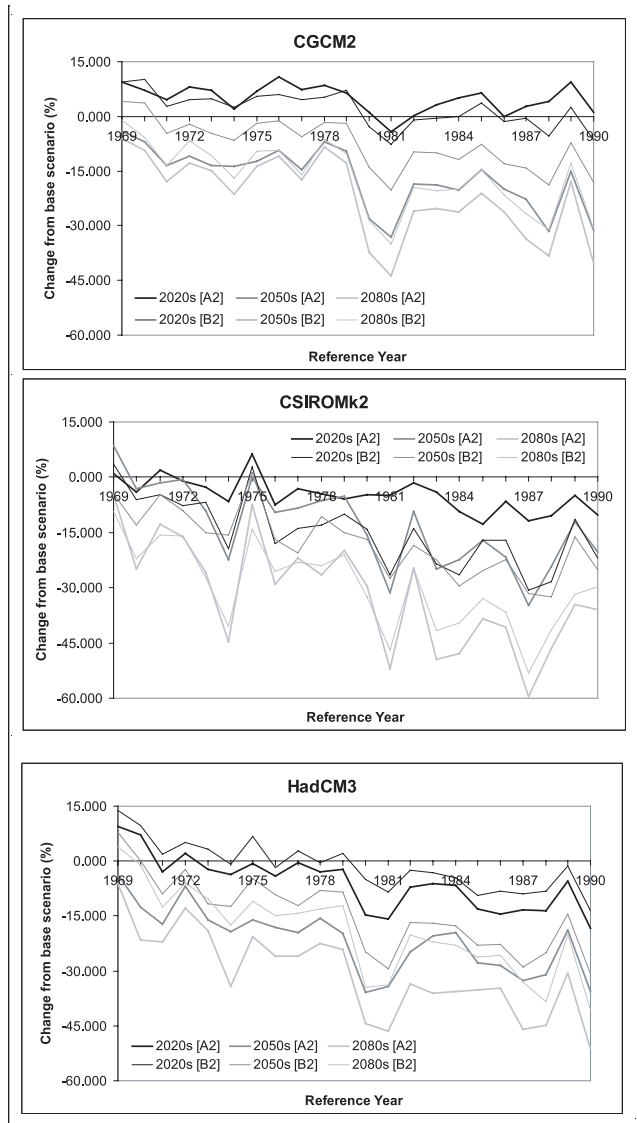 CGCM2
Change from base scenario (%)
15.000
0.000
-15.000
-30.000
-45.000
-60.000
1969 1972 1975 1978 1981 1984 1987 1990
2020s [A2] 2050s [A2] 2080s [A2]
2020s [B2] 2050s [B2] 2080s [B2]
Reference Year
CSIROMk2
Change from base scenario (%)
15.000
0.000
-15.000
-30.000
-45.000
-60.000
2020s [A2] 2050s [A2] 2080s [A2]
2020s [B2] 2050s [B2] 2080s [B2]
1969 1972 1975 1978 1981 1984 1987 1990
Reference Year
HadCM3
Change from base scenario (%)
15.000
0.000
-15.000
-30.000
-45.000
-60.000
1969 1972 1975 1978 1981 1984 1987 1990
2020s [A2] 2050s [A2] 2080s [A2]
2020s [B2] 2050s [B2] 2080s [B2]
Reference Year